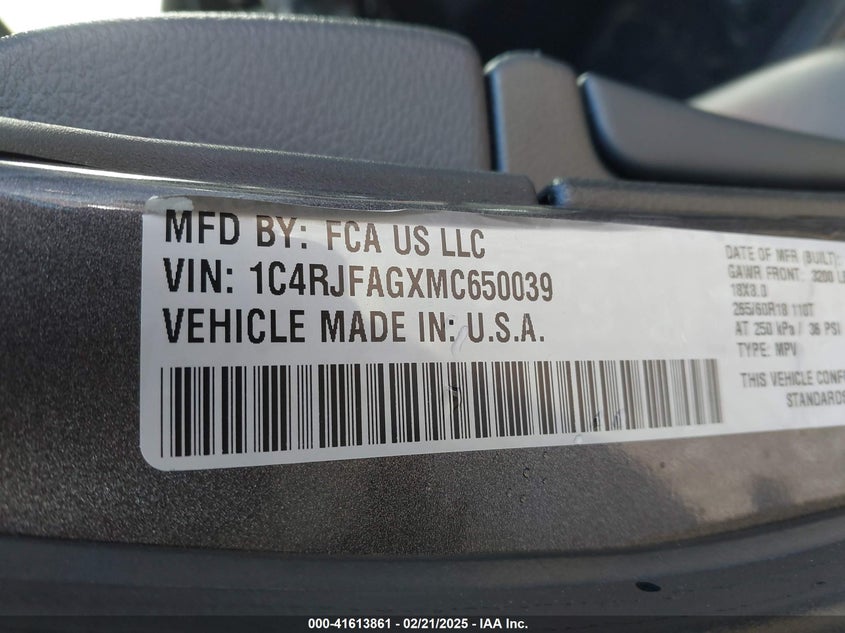 MFD BY: FCA US LLC
VIN: 1C4RJFAGXMC650039
VEHICLE MADE IN: U.S.A.
DATE OF MFR (BUILT):
GAWR FRONT: 3200 L
18X8.0
265/60R18 110T
AT 250 kPa / 36 PSI
TYPE: MPV
THIS VEHICLE
STANDARDS
000-41613861 - 02/21/2025 - IAA Inc.